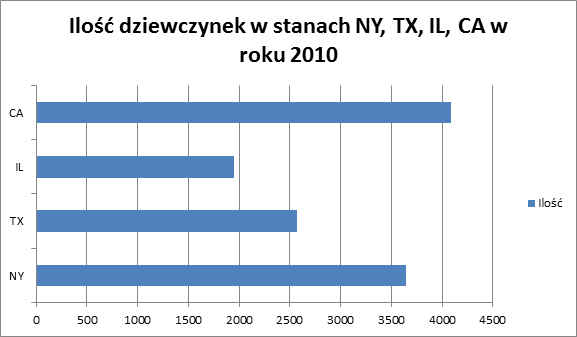 Ilość dziewczynek w stanach NY, TX, IL, CA w
roku 2010
CA
IL
TX
NY
Ilość
0 500 1000 1500 2000 2500 3000 3500 4000 4500